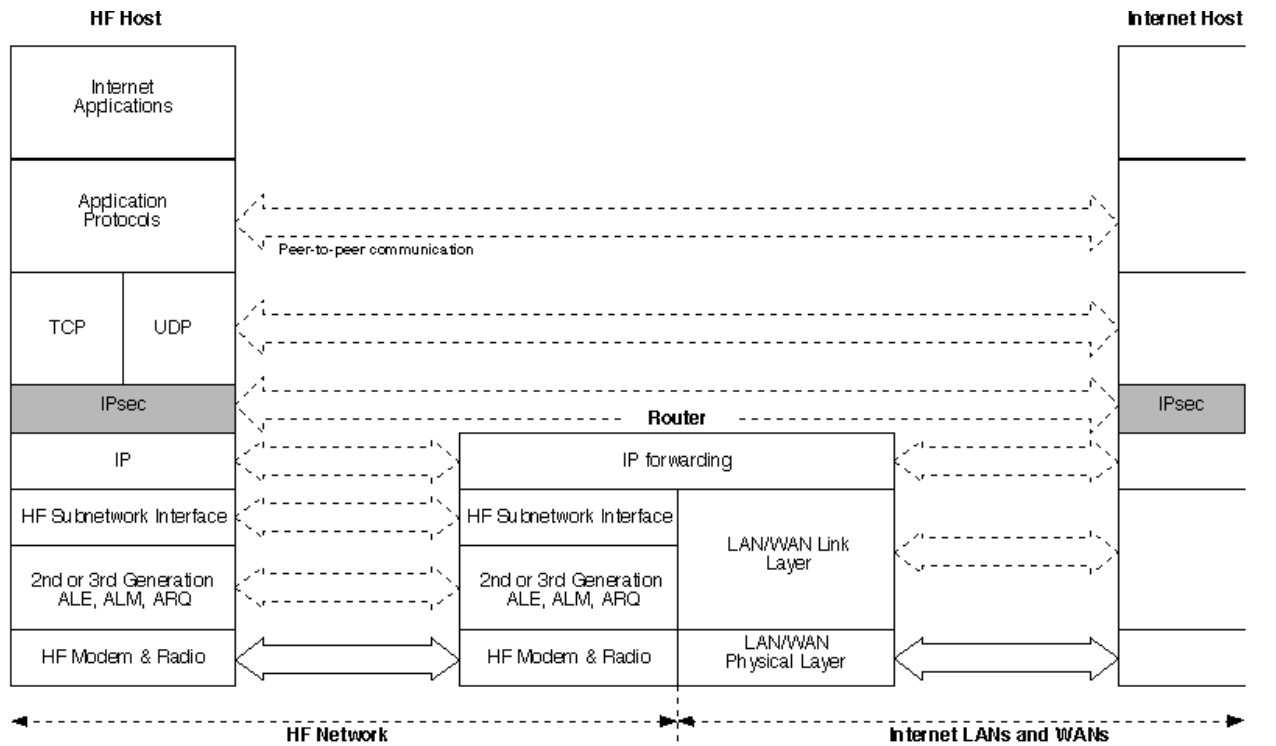 HF Host
Internet Host
Internet
Applications
Application
Protocols
Peer-to-peer communication
TCP
UDP
IPsec
IPsec
Router
IP
IP forwarding
HF Subnetwork Interface
HF Subnetwork Interface
LAN/WAN Link
Layer
2nd or 3rd Generation
ALE, ALM, ARQ
2nd or 3rd Generation
ALE, ALM, ARQ
HF Modem & Radio
HF Modem & Radio
LAN/WAN
Physical Layer
HF Network
Internet LANs and WANs